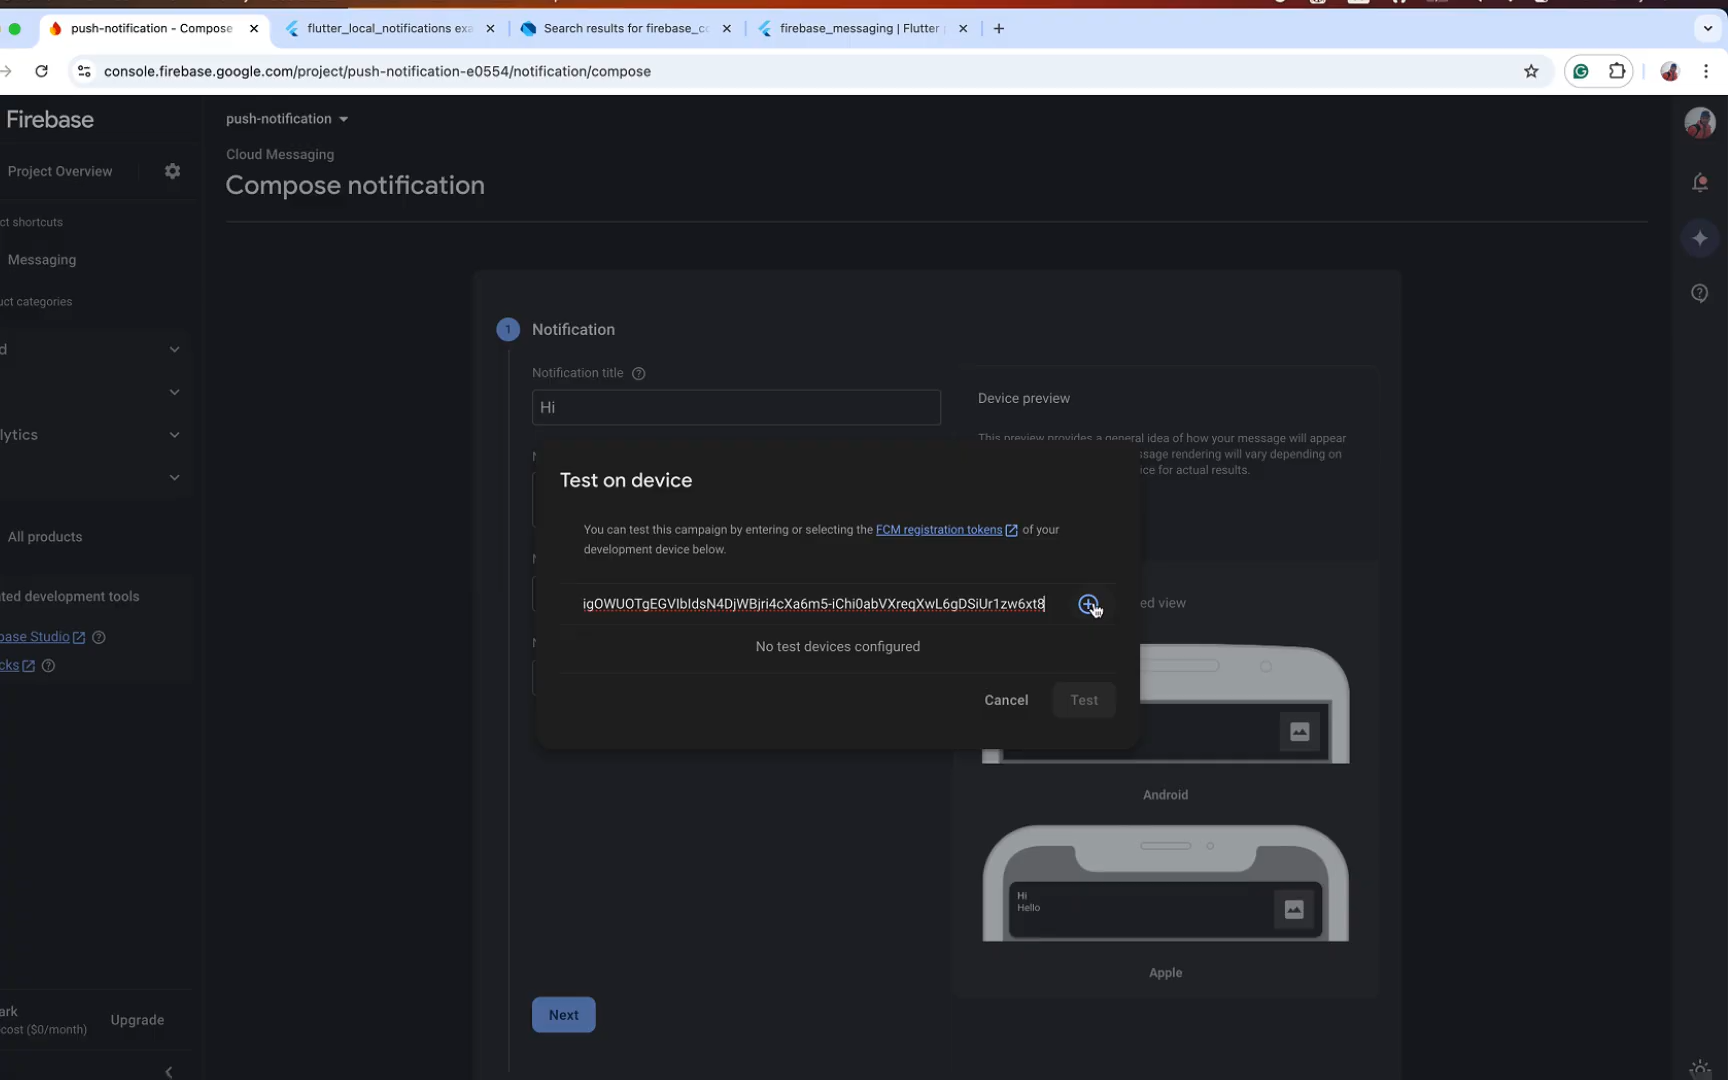 push-notification - Compose
flutter_local_notifications exa
Search results for firebase_co
firebase_messaging | Flutter
console.firebase.google.com/project/push-notification-e0554/notification/compose
Firebase
push-notification
Project Overview
Cloud Messaging
Compose notification
ct shortcuts
Messaging
uct categories
d
lytics
All products
ted development tools
base Studio
cks
ark
cost ($0/month)
Upgrade
1
Notification
Notification title
Hi
Device preview
This preview provides a general idea of how your message will appear
ssage rendering will vary depending on
ice for actual results.
Test on device
You can test this campaign by entering or selecting the FCM registration tokens of your
development device below.
igOWUOTgEGVIbIdsN4DjWBjri4cXa6m5-iChi0abVXreqXwL6gDSiUr1zw6xt8
No test devices configured
Cancel
Test
ed view
Android
Hi
Hello
Apple
Next